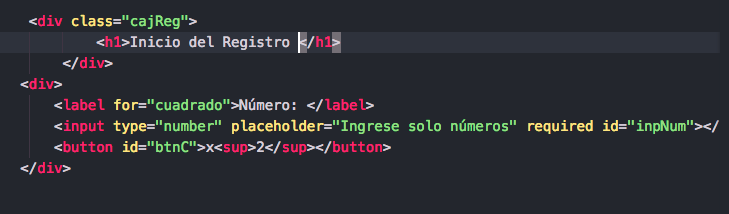 <div class="cajReg">
<h1>Inicio del Registro </h1>
</div>
<div>
<label for="cuadrado">Número: </label>
<input type="number" placeholder="Ingrese solo números" required id="inpNum"></
<button id="btnC">x<sup>2</sup></button>
</div>